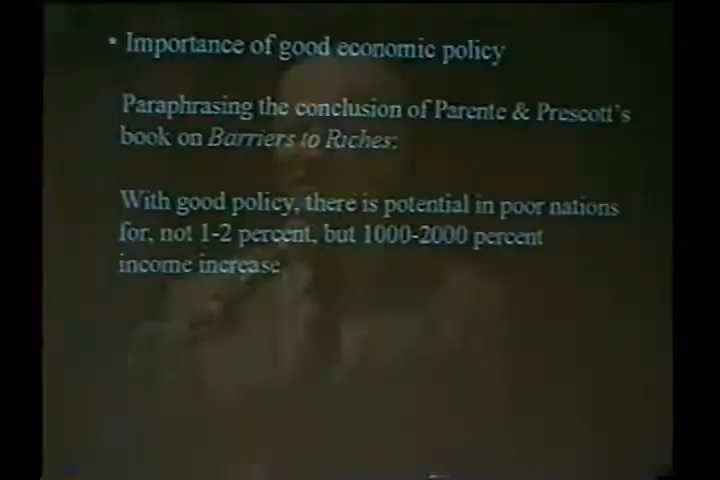 • Importance of good economic policy
Paraphrasing the conclusion of Parente & Prescott's
book on Barriers to Riches:
With good policy, there is potential in poor nations
for, not 1-2 percent, but 1000-2000 percent
income increase